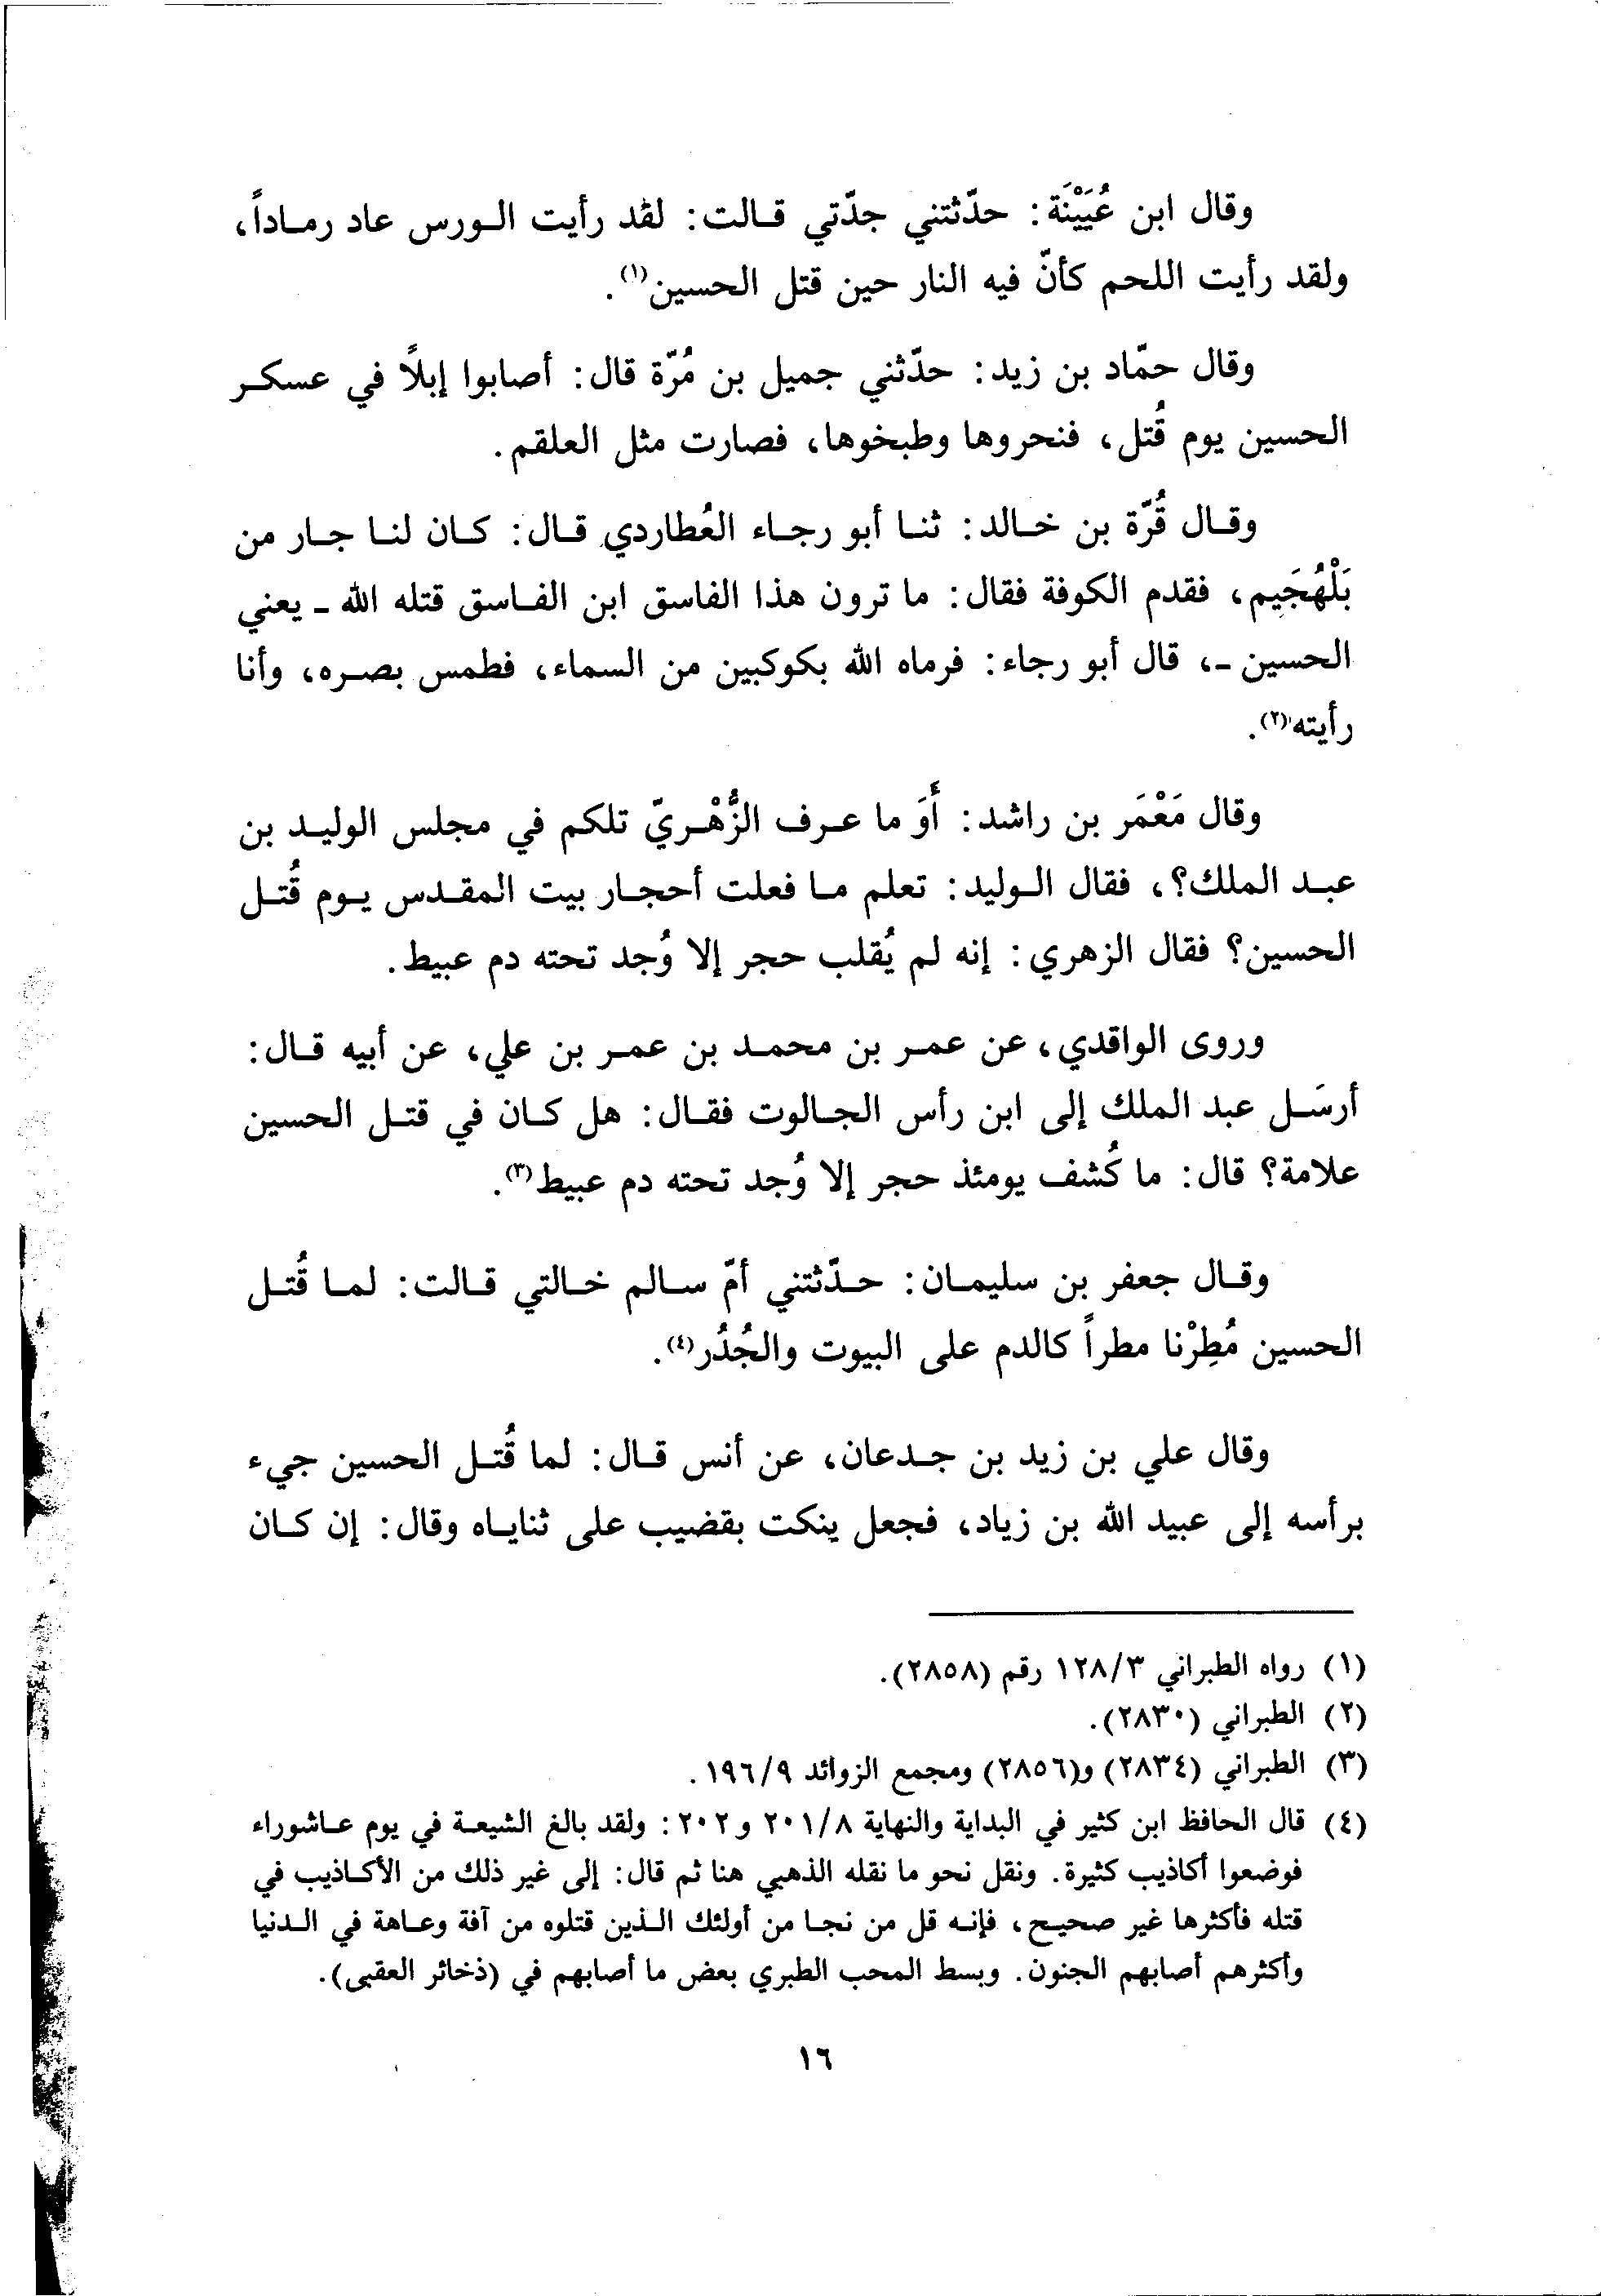 وقال ابن عُيَيْنَة: حدّثتني جدّتي قالت: لقد رأيت الورس عاد رماداً،
ولقد رأيت اللحم كأنّ فيه النار حين قتل الحسين(١).
وقال حمّاد بن زيد: حدّثني جميل بن مُرّة قال: أصابوا إبلاً في عسكر
الحسين يوم قُتل، فنحروها وطبخوها، فصارت مثل العلقم.
وقال قُرّة بن خالد: ثنا أبو رجاء العُطاردي قال: كان لنا جار من
بَلْهُجَيم، فقدم الكوفة فقال: ما ترون هذا الفاسق ابن الفاسق قتله الله - يعني
الحسين -، قال أبو رجاء: فرماه الله بكوكبين من السماء، فطمس بصره، وأنا
رأيته(٢).
وقال مَعْمَر بن راشد: أَوَ ما عرف الزُّهْريّ تلكم في مجلس الوليد بن
عبد الملك؟، فقال الوليد: تعلم ما فعلت أحجار بيت المقدس يوم قُتل
الحسين؟ فقال الزهري: إنه لم يُقلب حجر إلا وُجد تحته دم عبيط.
وروى الواقدي، عن عمر بن محمد بن عمر بن علي، عن أبيه قال:
أرسَل عبد الملك إلى ابن رأس الجالوت فقال: هل كان في قتل الحسين
علامة؟ قال: ما كُشف يومئذ حجر إلا وُجد تحته دم عبيط(٣).
وقال جعفر بن سليمان: حدّثتني أمّ سالم خالتي قالت: لما قُتل
الحسين مُطِرْنا مطراً كالدم على البيوت والجُدُر(٤).
وقال علي بن زيد بن جدعان، عن أنس قال: لما قُتل الحسين جيء
برأسه إلى عبيد الله بن زياد، فجعل ينكت بقضيب على ثناياه وقال: إن كان
(١) رواه الطبراني ١٢٨/٣ رقم (٢٨٥٨).
(٢) الطبراني (٢٨٣٠).
(٣) الطبراني (٢٨٣٤) و(٢٨٥٦) ومجمع الزوائد ١٩٦/٩.
(٤) قال الحافظ ابن كثير في البداية والنهاية ٢٠١/٨ و٢٠٢: ولقد بالغ الشيعة في يوم عاشوراء
فوضعوا أكاذيب كثيرة. ونقل نحو ما نقله الذهبي هنا ثم قال: إلى غير ذلك من الأكاذيب في
قتله فأكثرها غير صحيح، فإنه قل من نجا من أولئك الذين قتلوه من آفة وعاهة في الدنيا
وأكثرهم أصابهم الجنون. وبسط المحب الطبري بعض ما أصابهم في (ذخائر العقبى).
١٦